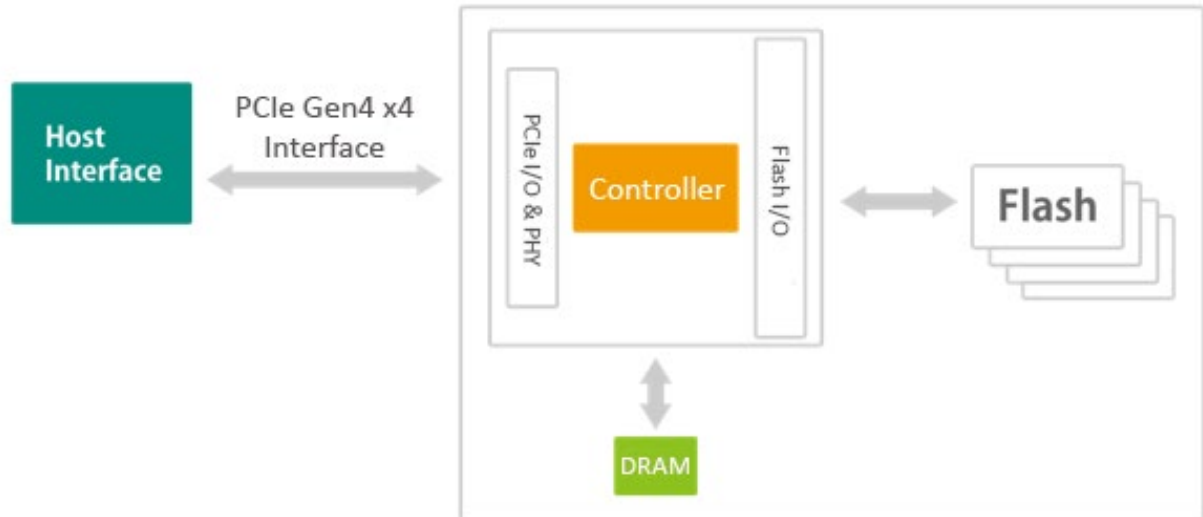 Host
Interface
PCIe Gen4 x4
Interface
PCIe I/O & PHY
Controller
Flash I/O
Flash
DRAM